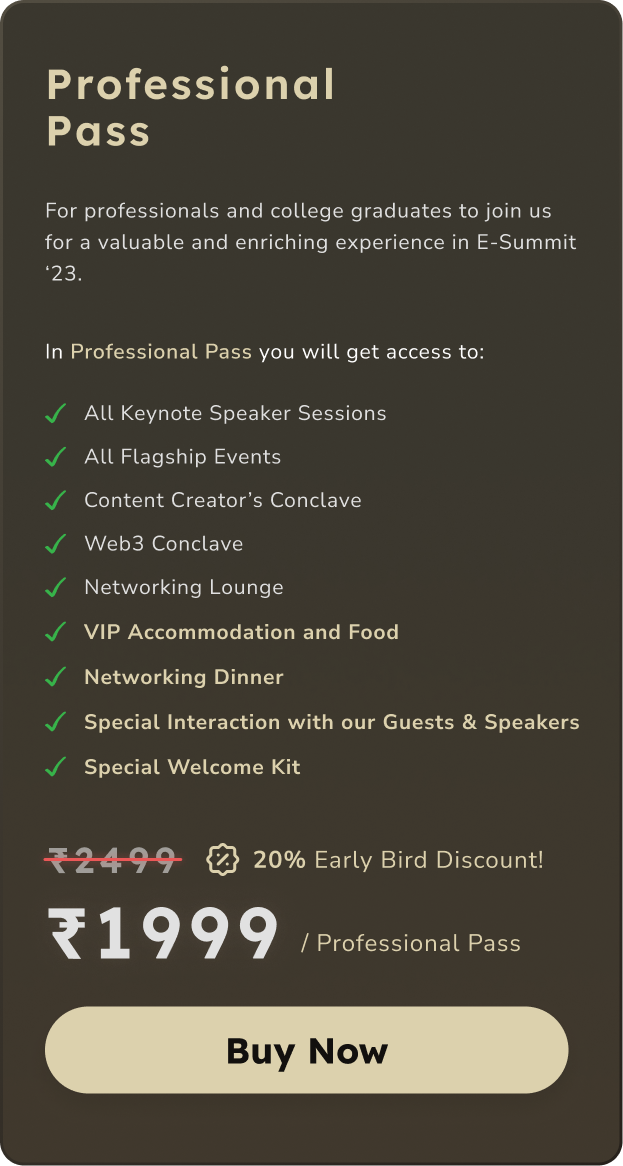 Professional
Pass
For professionals and college graduates to join us
for a valuable and enriching experience in E-Summit
‘23.
In Professional Pass you will get access to:
All Keynote Speaker Sessions
All Flagship Events
Content Creator’s Conclave
Web3 Conclave
Networking Lounge
VIP Accommodation and Food
Networking Dinner
Special Interaction with our Guests & Speakers
Special Welcome Kit
₹2499 20% Early Bird Discount!
₹1999 / Professional Pass
Buy Now